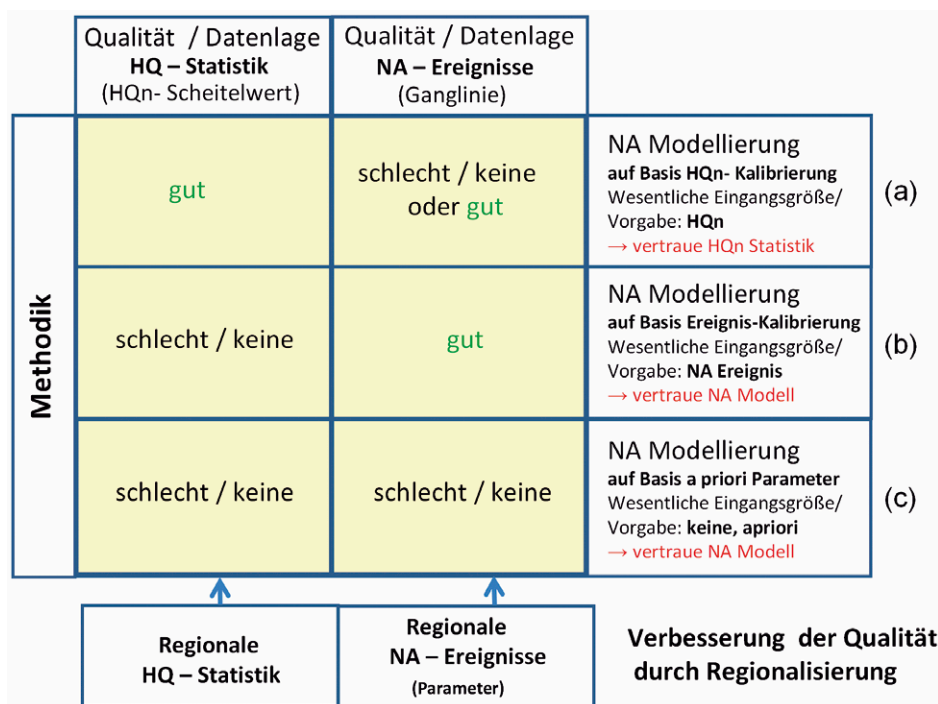 Qualität / Datenlage
HQ – Statistik
(HQn- Scheitelwert)
Qualität / Datenlage
NA – Ereignisse
(Ganglinie)
Methodik
gut
schlecht / keine
oder gut
NA Modellierung
auf Basis HQn- Kalibrierung
Wesentliche Eingangsgröße/
Vorgabe: HQn
→ vertraue HQn Statistik
(a)
schlecht / keine
gut
NA Modellierung
auf Basis Ereignis-Kalibrierung
Wesentliche Eingangsgröße/
Vorgabe: NA Ereignis
→ vertraue NA Modell
(b)
schlecht / keine
schlecht / keine
NA Modellierung
auf Basis a priori Parameter
Wesentliche Eingangsgröße/
Vorgabe: keine, apriori
→ vertraue NA Modell
(c)
Regionale
HQ – Statistik
Regionale
NA – Ereignisse
(Parameter)
Verbesserung der Qualität
durch Regionalisierung